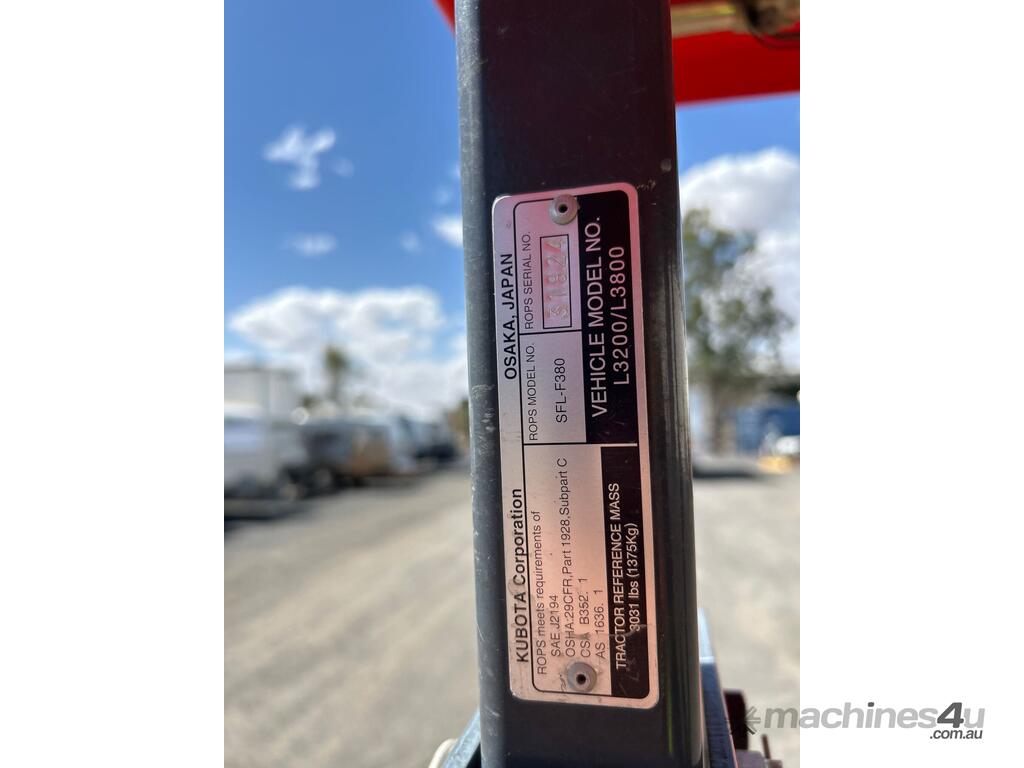 KUBOTA Corporation OSAKA, JAPAN
ROPS meets requirements of
SAE J2194
OSHA:29CFR,Part 1928,Subpart C
CSA B352. 1
AS 1636. 1
ROPS MODEL NO.
SFL-F380
ROPS SERIAL NO.
31824
TRACTOR REFERENCE MASS
3031 lbs (1375Kg)
VEHICLE MODEL NO.
L3200/L3800
machines4u
.com.au